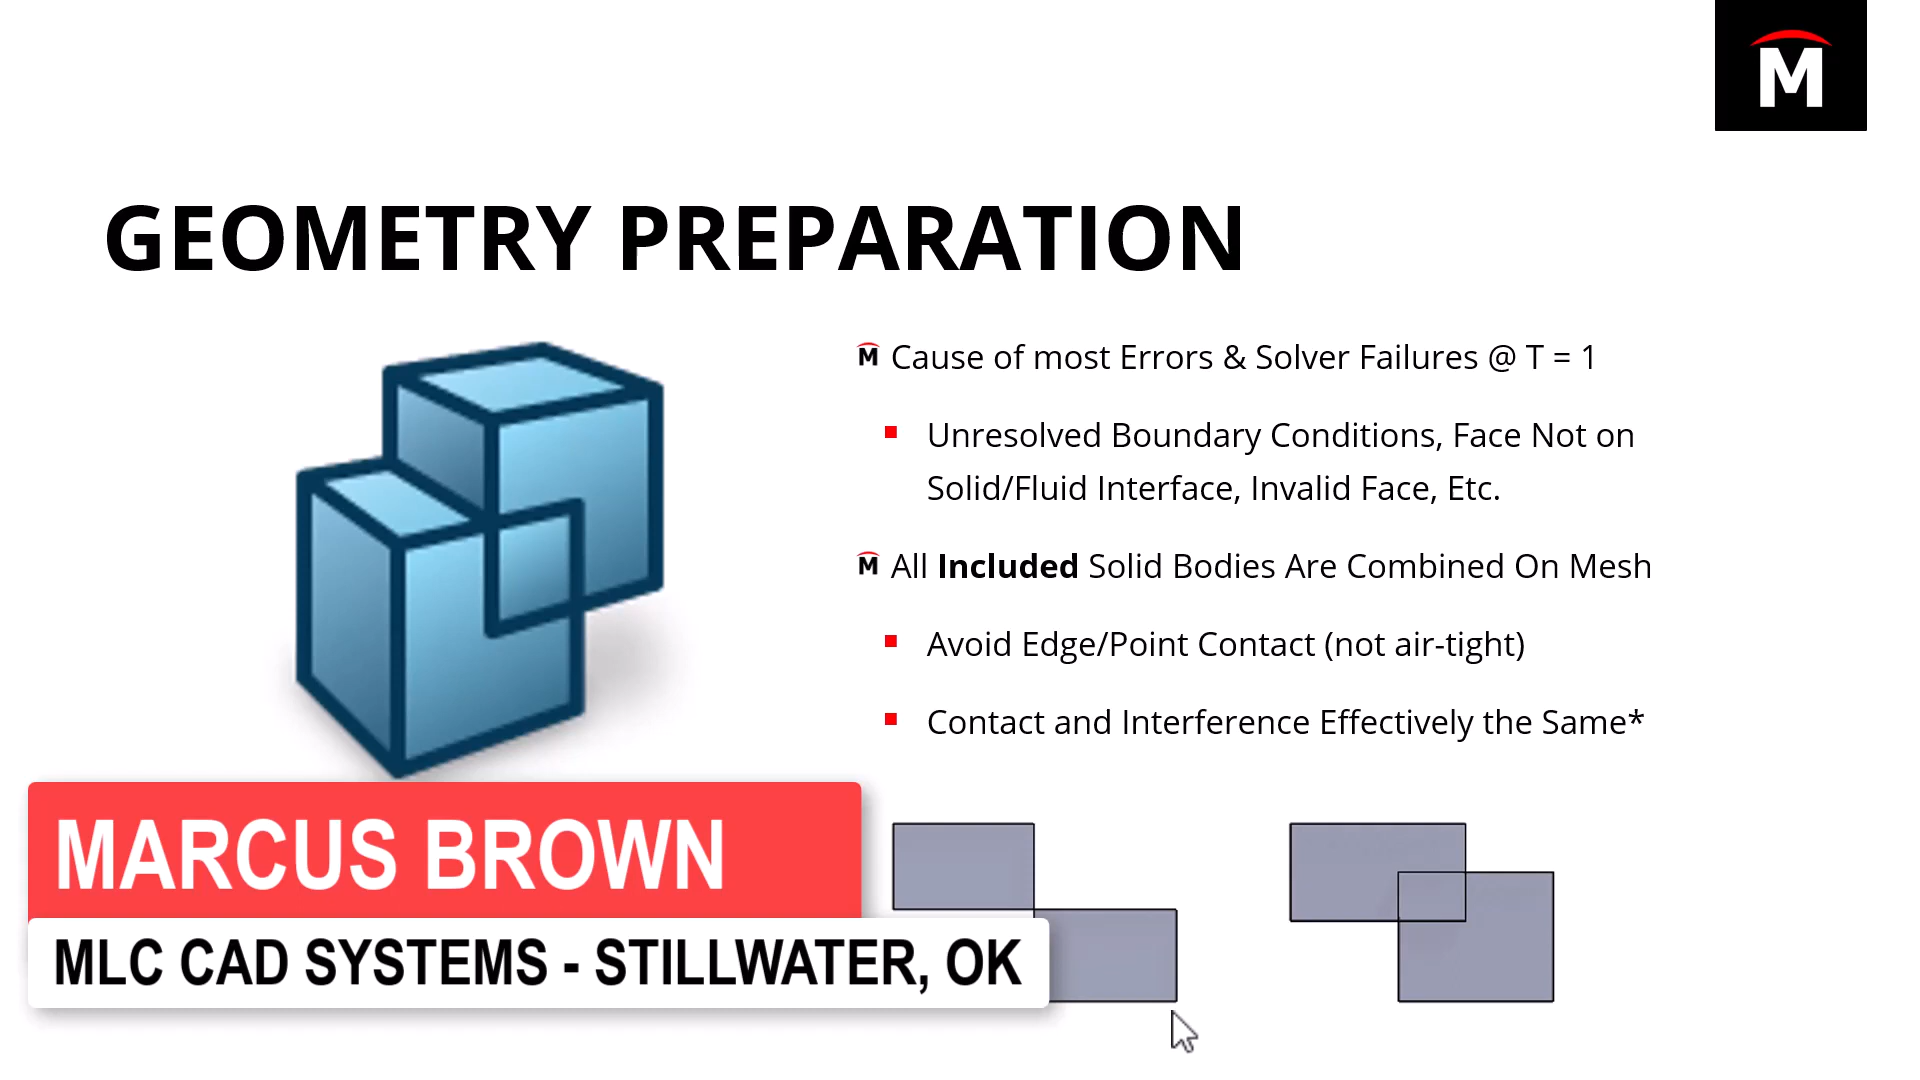 M
GEOMETRY PREPARATION
Cause of most Errors & Solver Failures @ T = 1
Unresolved Boundary Conditions, Face Not on
Solid/Fluid Interface, Invalid Face, Etc.
All Included Solid Bodies Are Combined On Mesh
Avoid Edge/Point Contact (not air-tight)
Contact and Interference Effectively the Same*
MARCUS BROWN
MLC CAD SYSTEMS - STILLWATER, OK